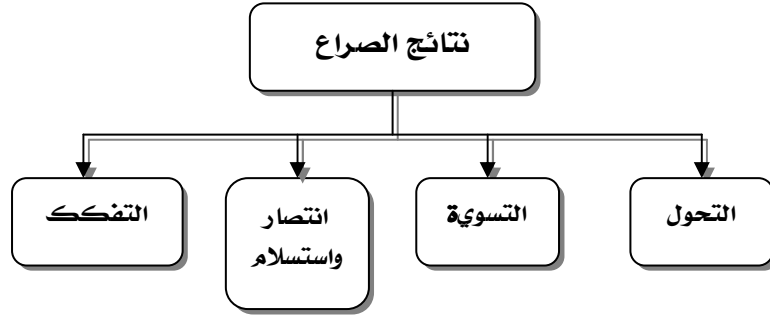 نتائج الصراع
التحول
التسوية
انتصار
واستسلام
التفكك